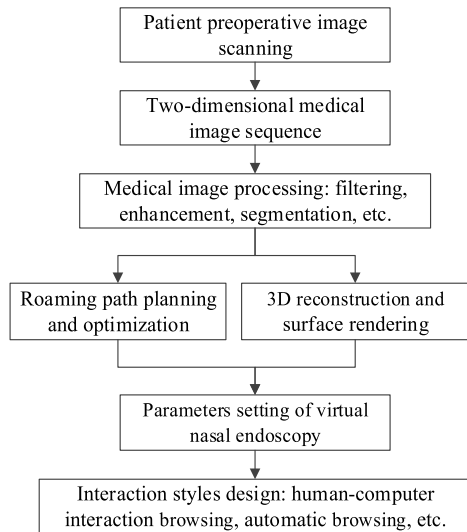 Patient preoperative image
scanning
Two-dimensional medical
image sequence
Medical image processing: filtering,
enhancement, segmentation, etc.
Roaming path planning
and optimization
3D reconstruction and
surface rendering
Parameters setting of virtual
nasal endoscopy
Interaction styles design: human-computer
interaction browsing, automatic browsing, etc.